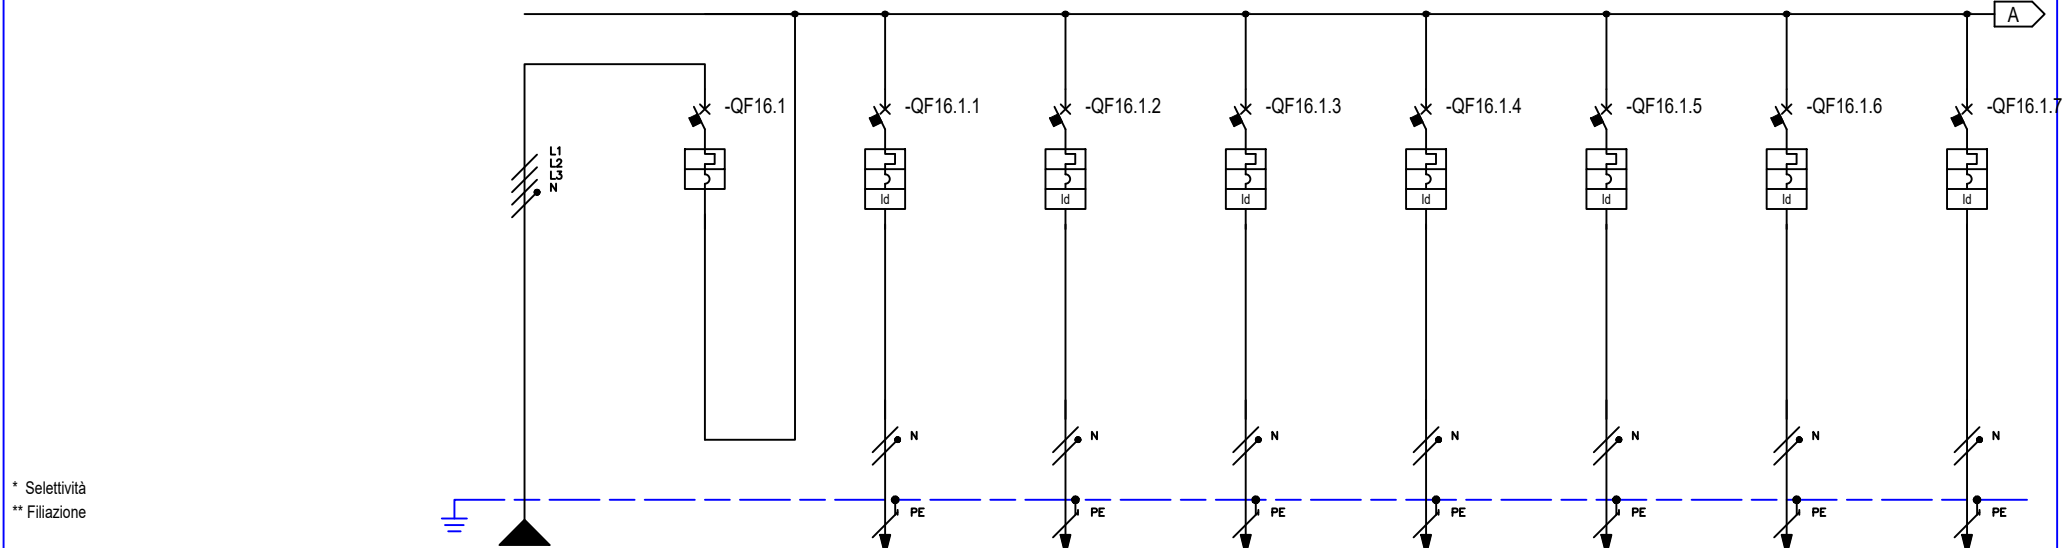 A
-QF16.1 -QF16.1.1 -QF16.1.2 -QF16.1.3 -QF16.1.4 -QF16.1.5 -QF16.1.6 -QF16.1.7
L1
L2
L3
N
Id Id Id Id Id Id Id
N N N N N N N
* Selettività
** Filiazione
PE PE PE PE PE PE PE